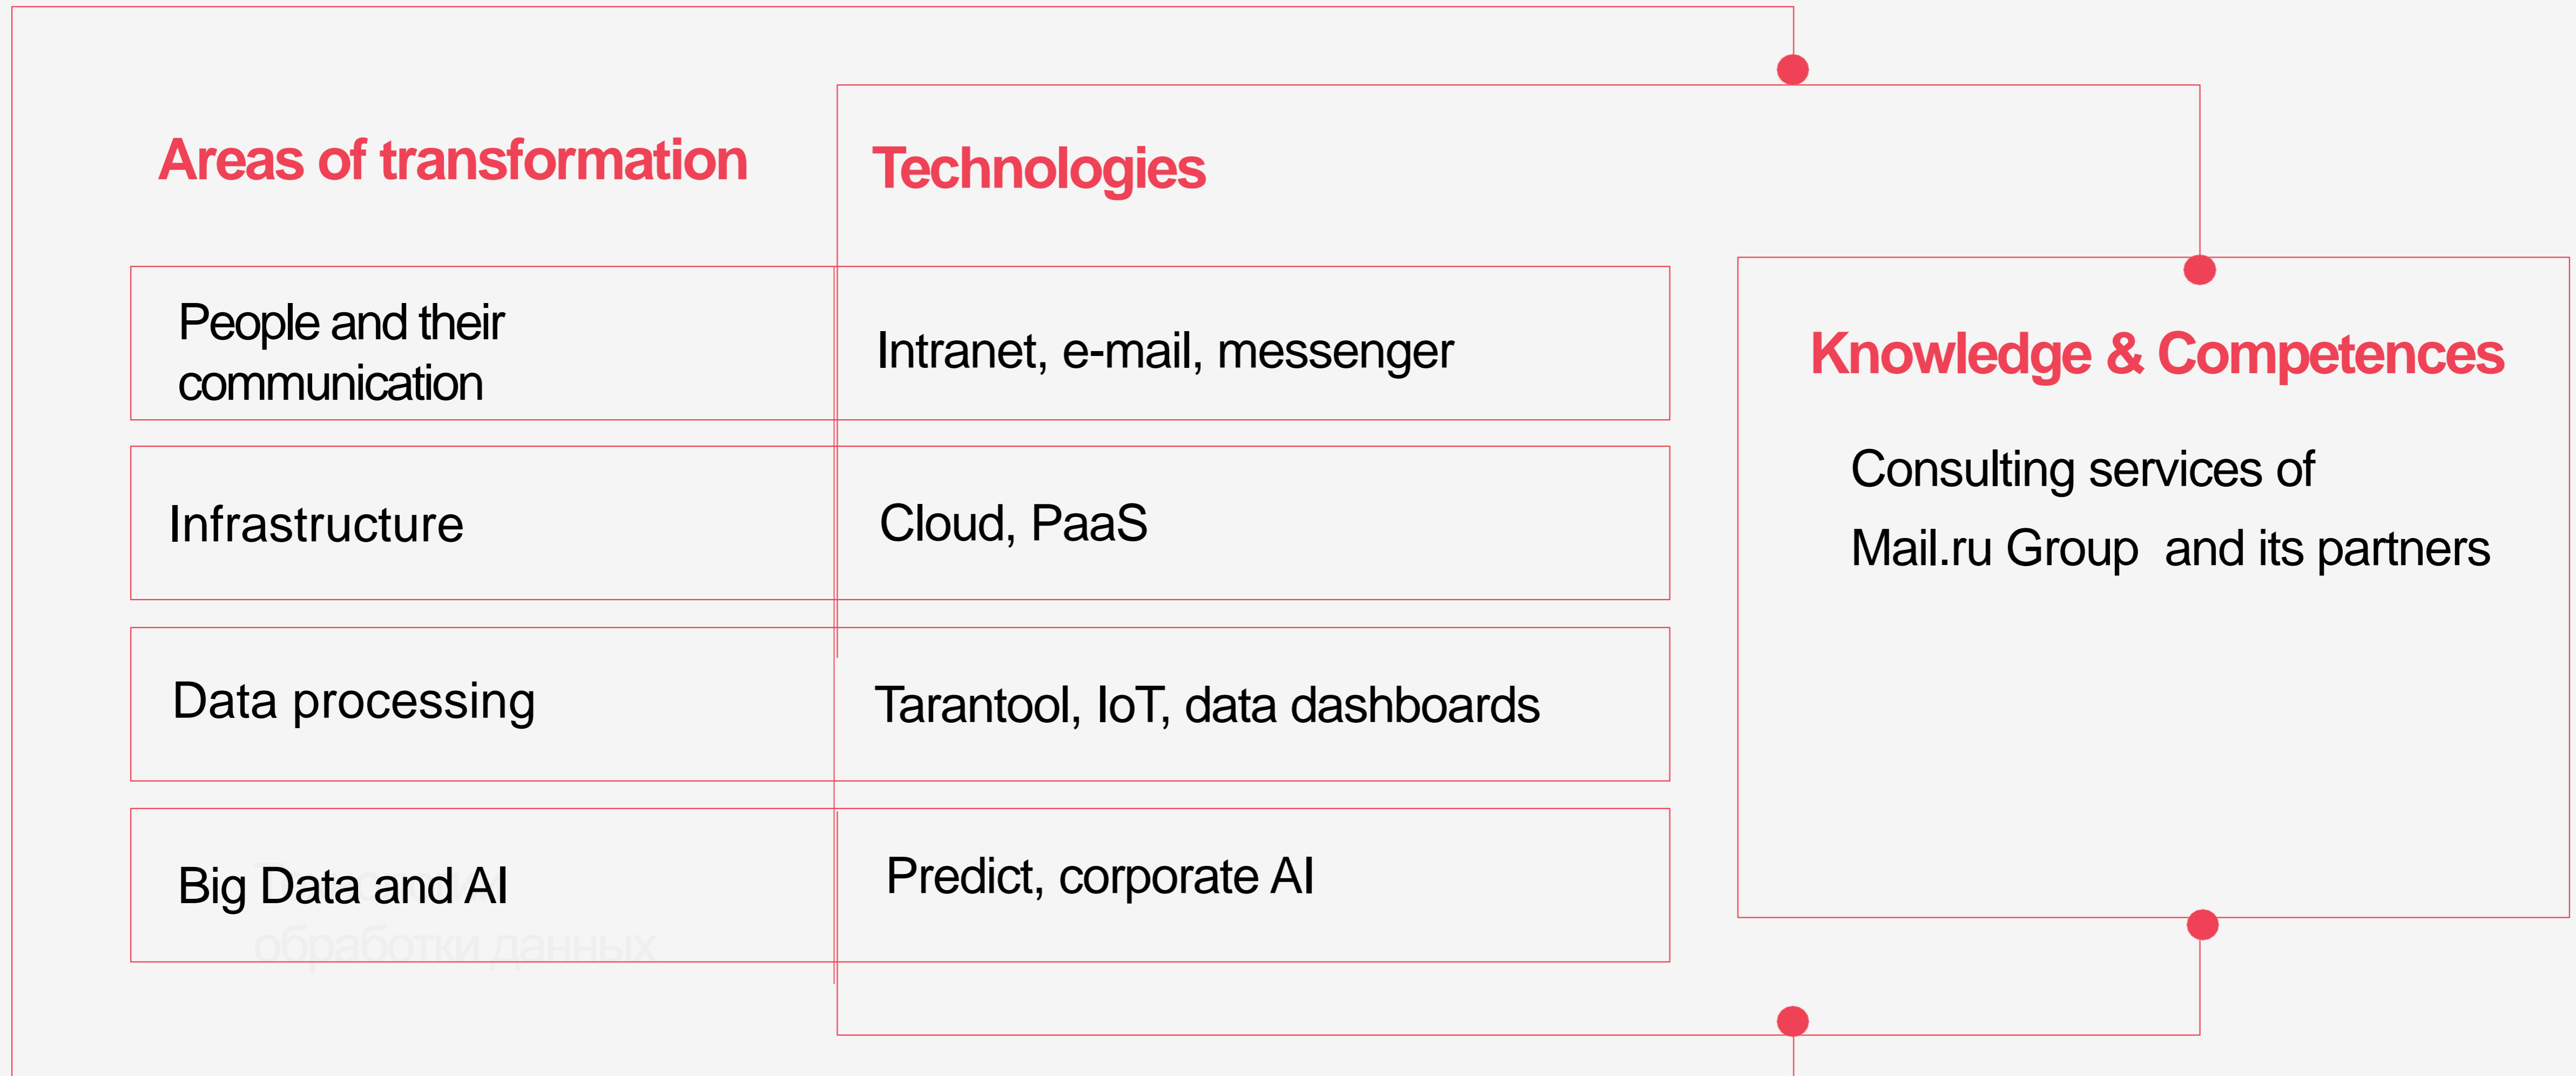 Areas of transformation
Technologies
People and their
communication
Intranet, e-mail, messenger
Infrastructure
Cloud, PaaS
Data processing
Tarantool, IoT, data dashboards
Big Data and AI
обработки данных
Predict, corporate AI
Knowledge & Competences
Consulting services of
Mail.ru Group and its partners